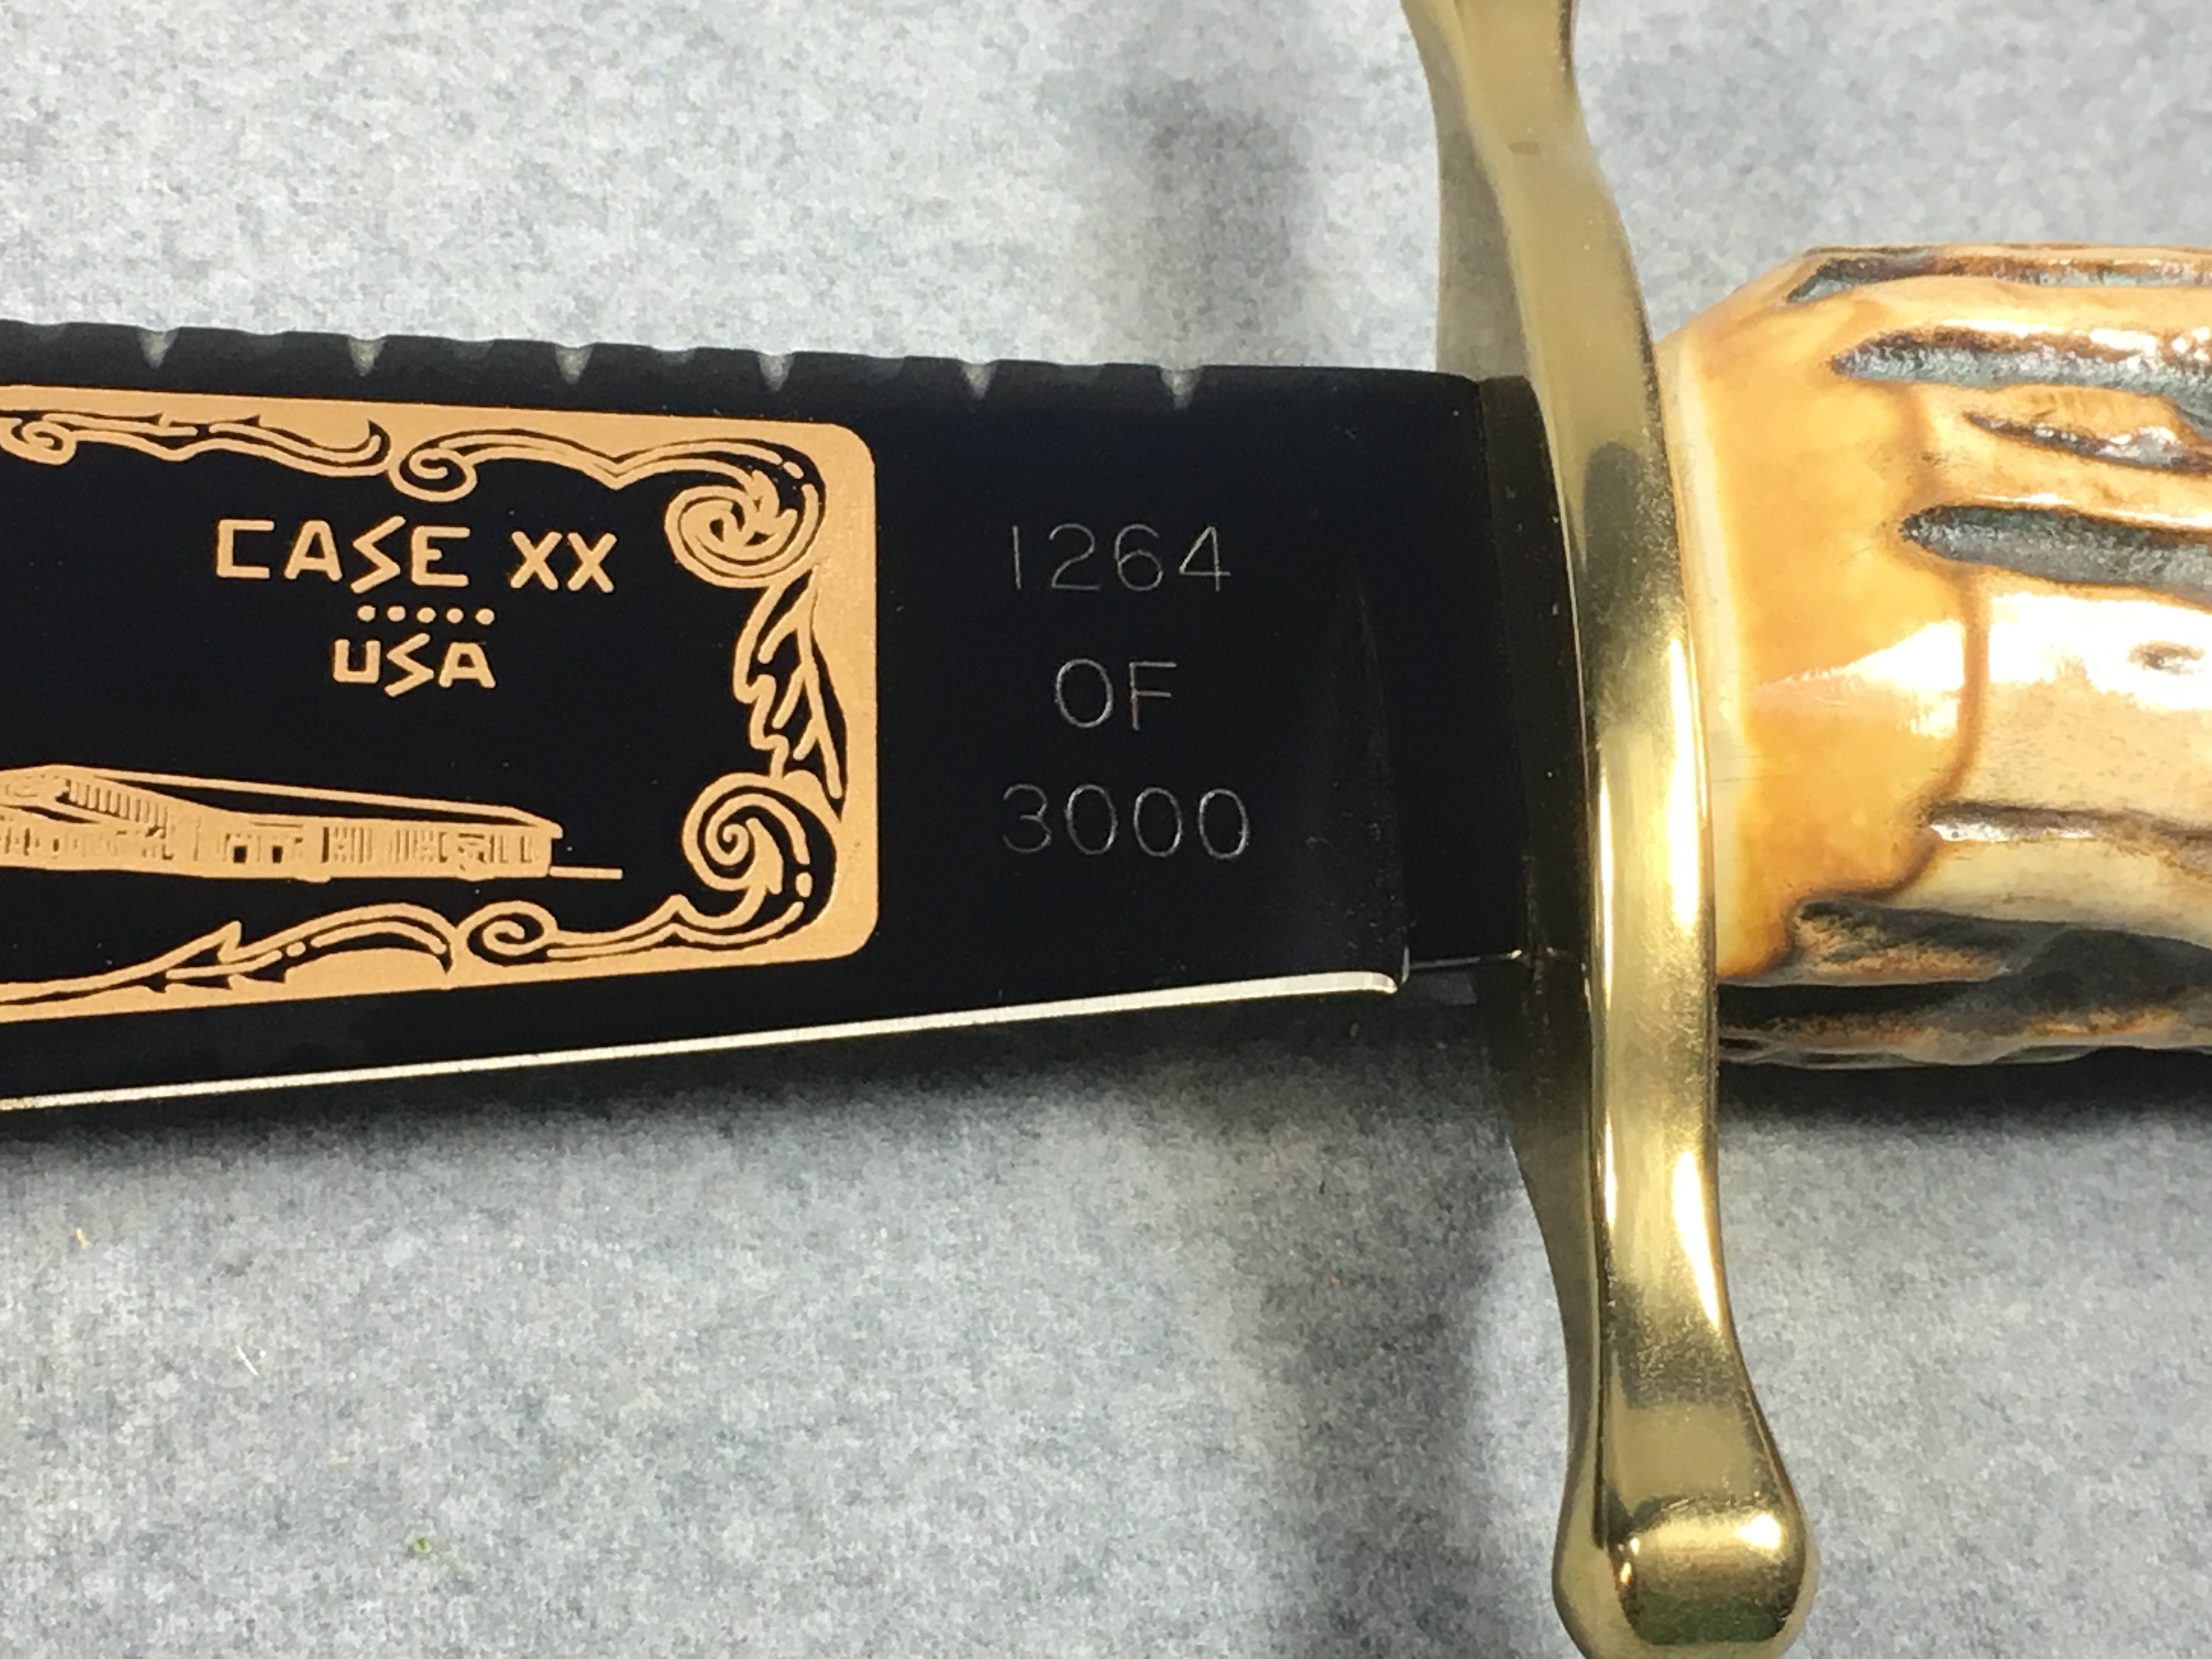 CASE XX
USA
1264
OF
3000